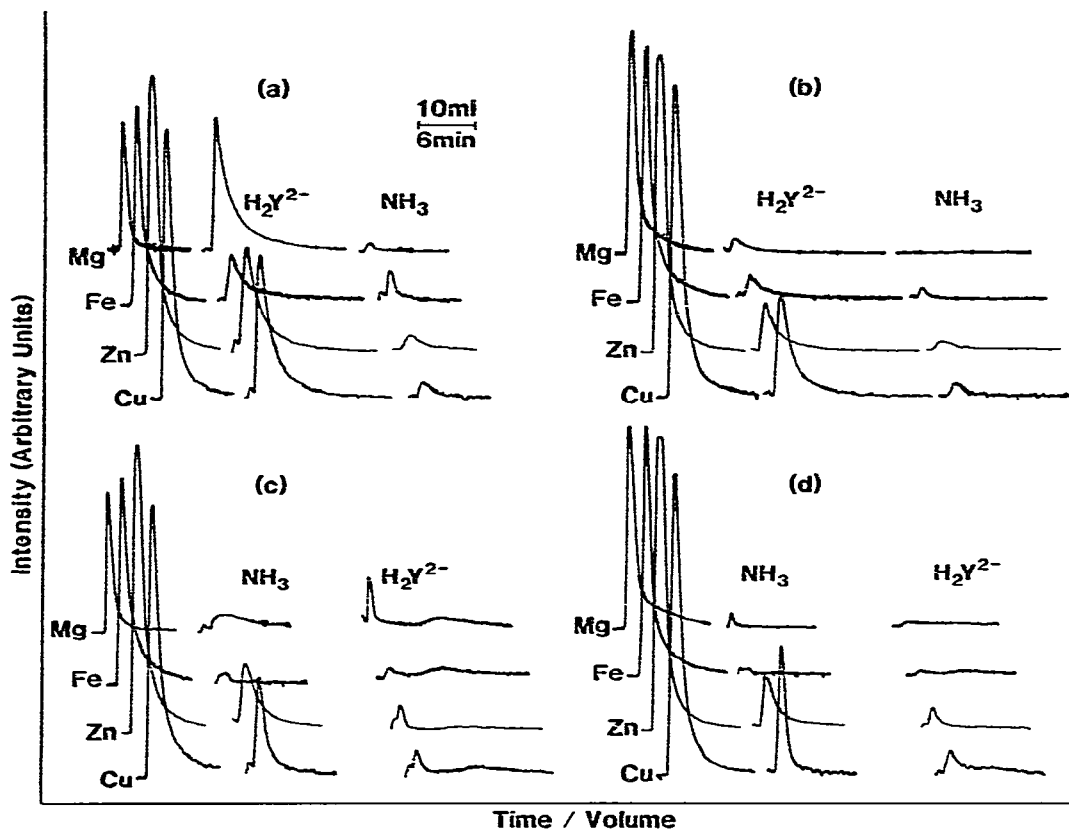 (a)
10ml
6min
H₂Y²⁻
NH₃
Mg
Fe
Zn
Cu
(b)
H₂Y²⁻
NH₃
Mg
Fe
Zn
Cu
(c)
NH₃
H₂Y²⁻
Mg
Fe
Zn
Cu
(d)
NH₃
H₂Y²⁻
Mg
Fe
Zn
Cu
Intensity (Arbitrary Units)
Time / Volume